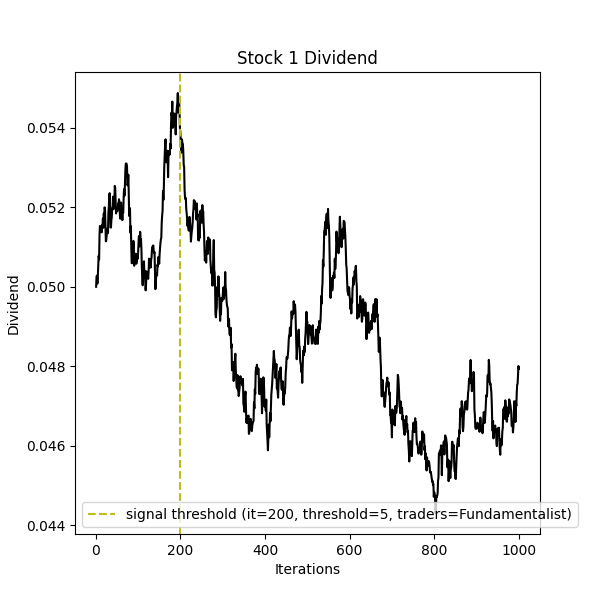 Stock 1 Dividend
0.054
0.052
0.050
0.048
0.046
0.044
Dividend
signal threshold (it=200, threshold=5, traders=Fundamentalist)
0 200 400 600 800 1000
Iterations